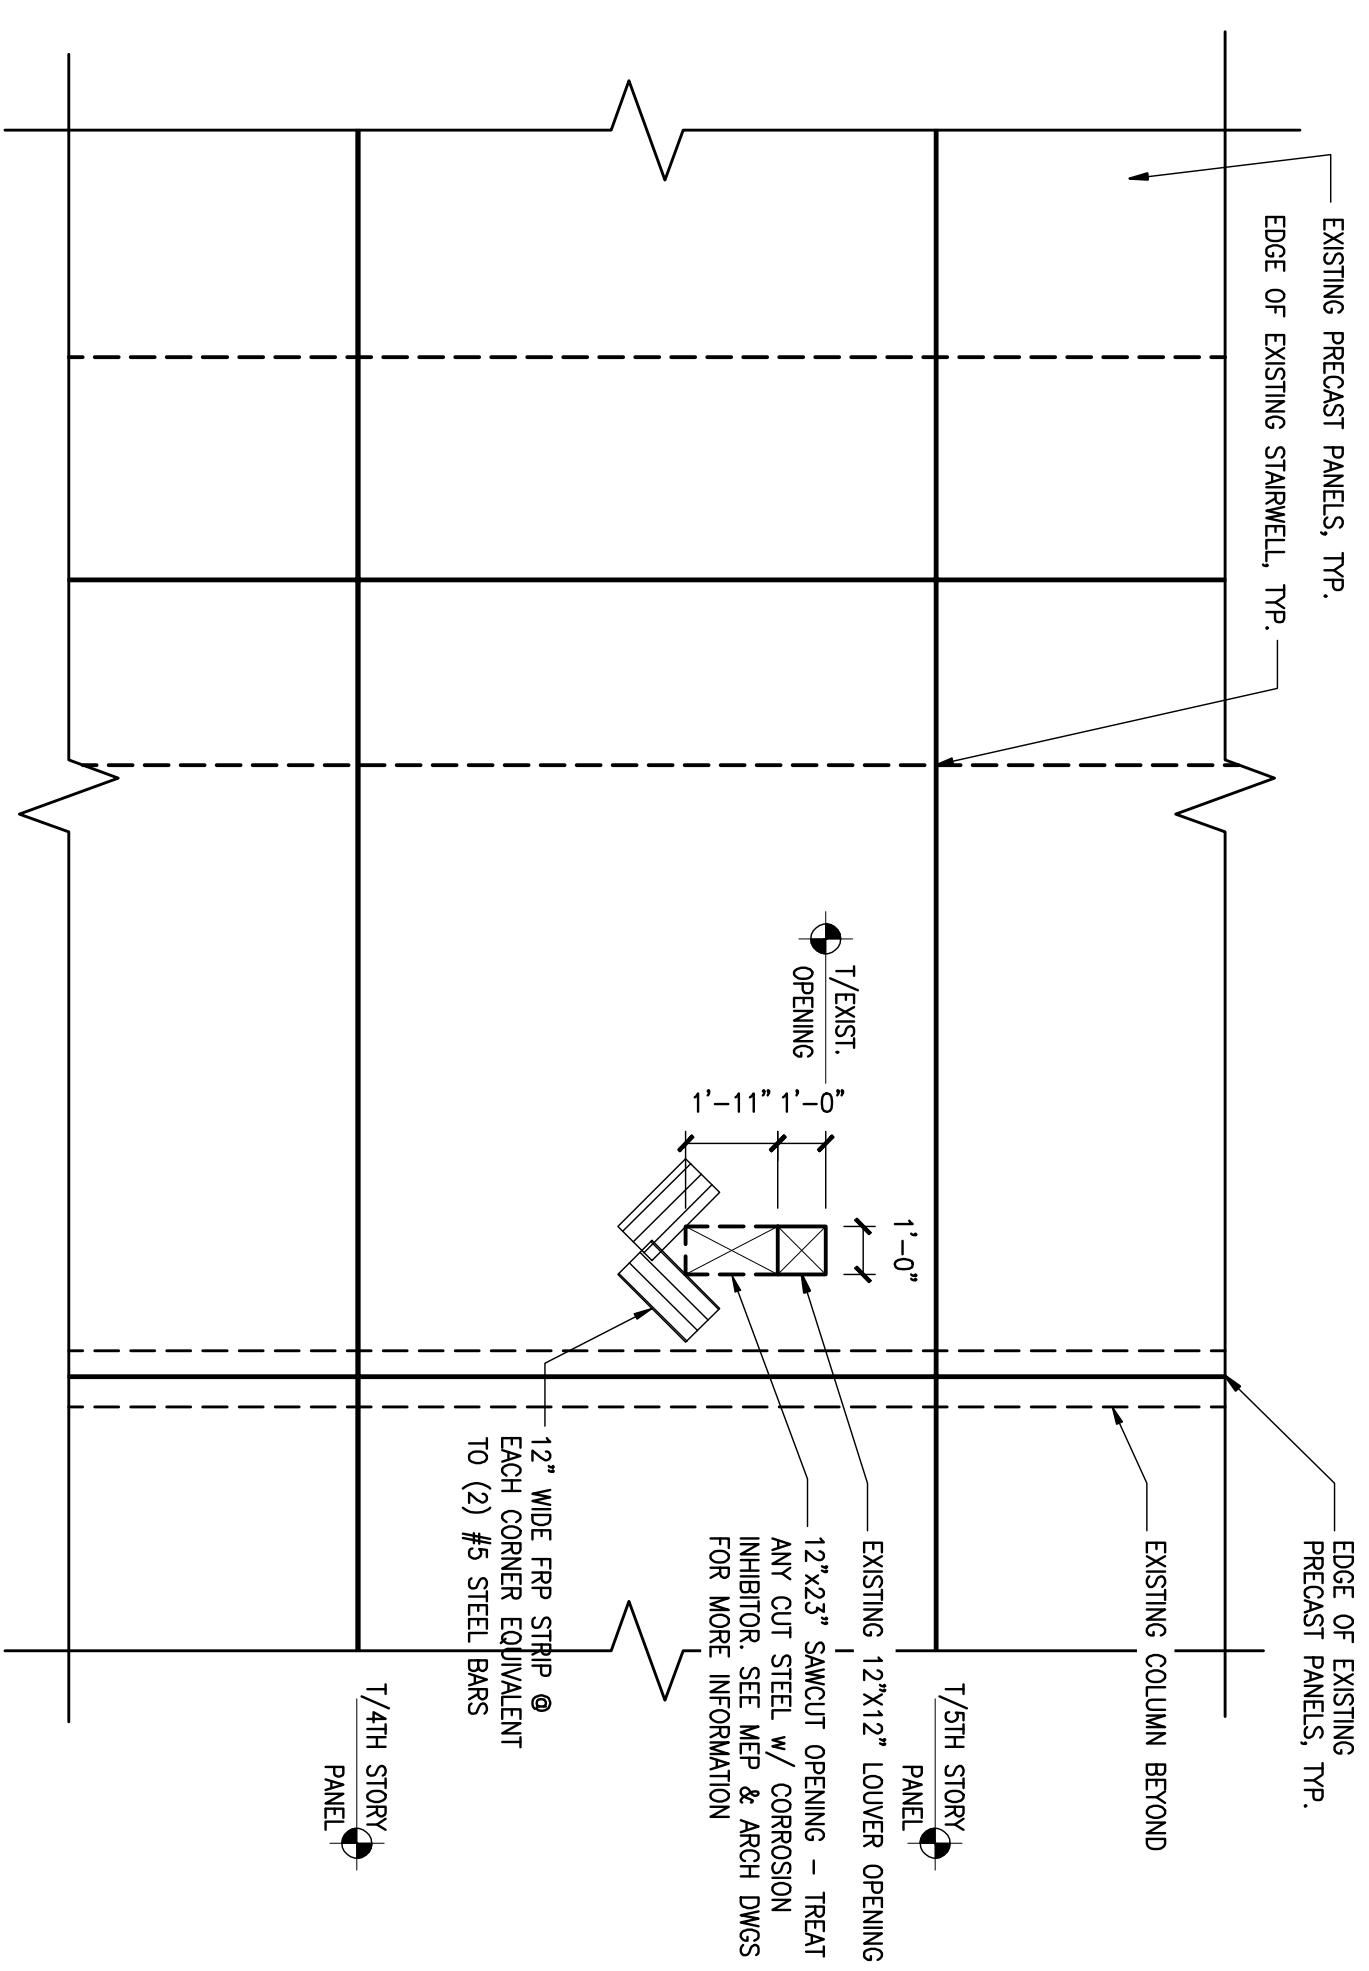 EXISTING PRECAST PANELS, TYP.
EDGE OF EXISTING STAIRWELL, TYP.
EDGE OF EXISTING
PRECAST PANELS, TYP.
EXISTING COLUMN BEYOND
T/5TH STORY
PANEL
T/EXIST.
OPENING
1'-0"
1'-0"
1'-11"
EXISTING 12"X12" LOUVER OPENING
12"x23" SAWCUT OPENING – TREAT
ANY CUT STEEL w/ CORROSION
INHIBITOR. SEE MEP & ARCH DWGS
FOR MORE INFORMATION
12" WIDE FRP STRIP @
EACH CORNER EQUIVALENT
TO (2) #5 STEEL BARS
T/4TH STORY
PANEL